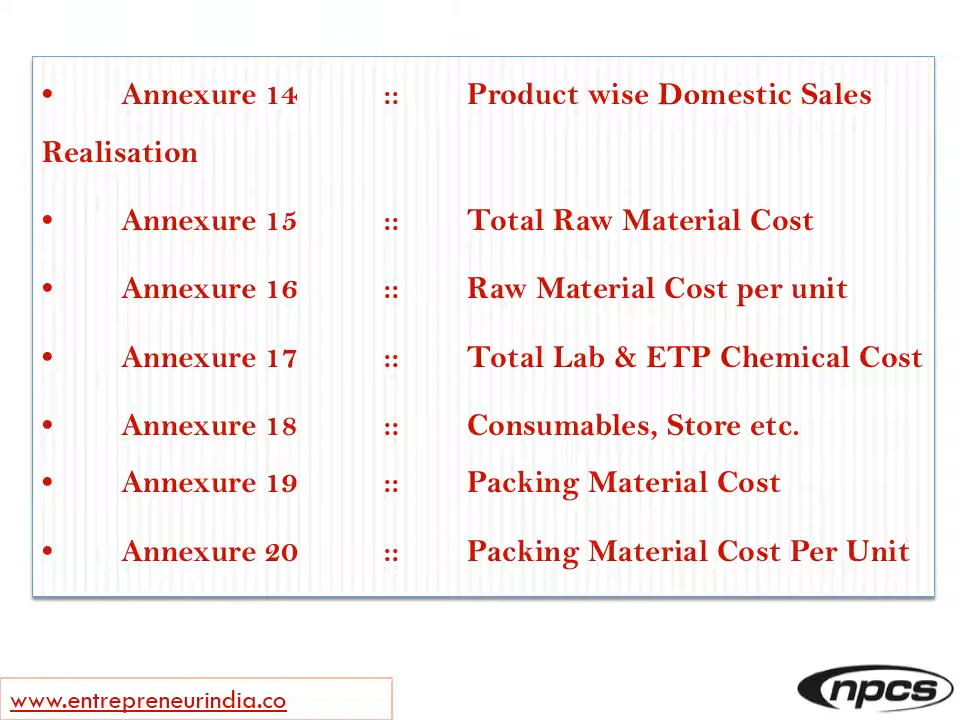 • Annexure 14 :: Product wise Domestic Sales
Realisation
• Annexure 15 :: Total Raw Material Cost
• Annexure 16 :: Raw Material Cost per unit
• Annexure 17 :: Total Lab & ETP Chemical Cost
• Annexure 18 :: Consumables, Store etc.
• Annexure 19 :: Packing Material Cost
• Annexure 20 :: Packing Material Cost Per Unit
www.entrepreneurindia.co
npcs